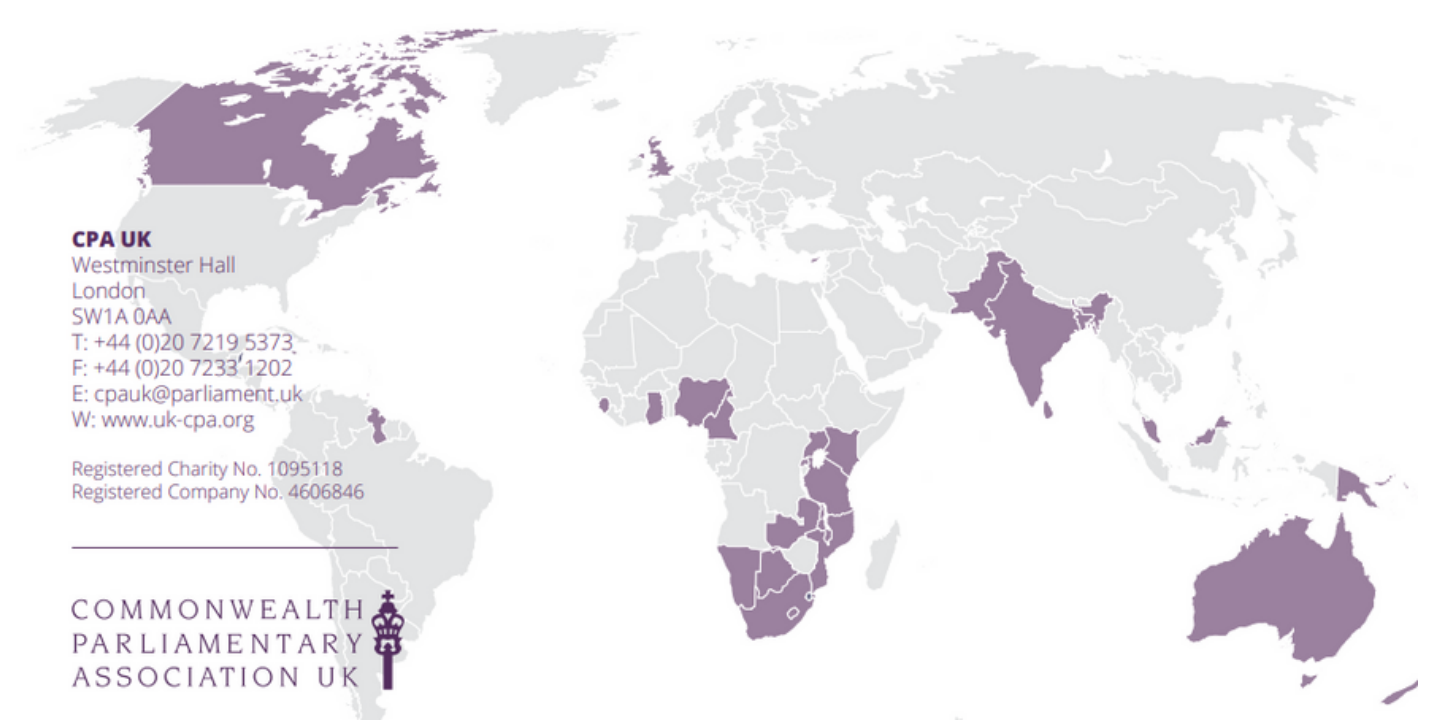 CPA UK
Westminster Hall
London
SW1A 0AA
T: +44 (0)20 7219 5373
F: +44 (0)20 7233 1202
E: cpauk@parliament.uk
W: www.uk-cpa.org
Registered Charity No. 1095118
Registered Company No. 4606846
COMMONWEALTH
PARLIAMENTARY
ASSOCIATION UK